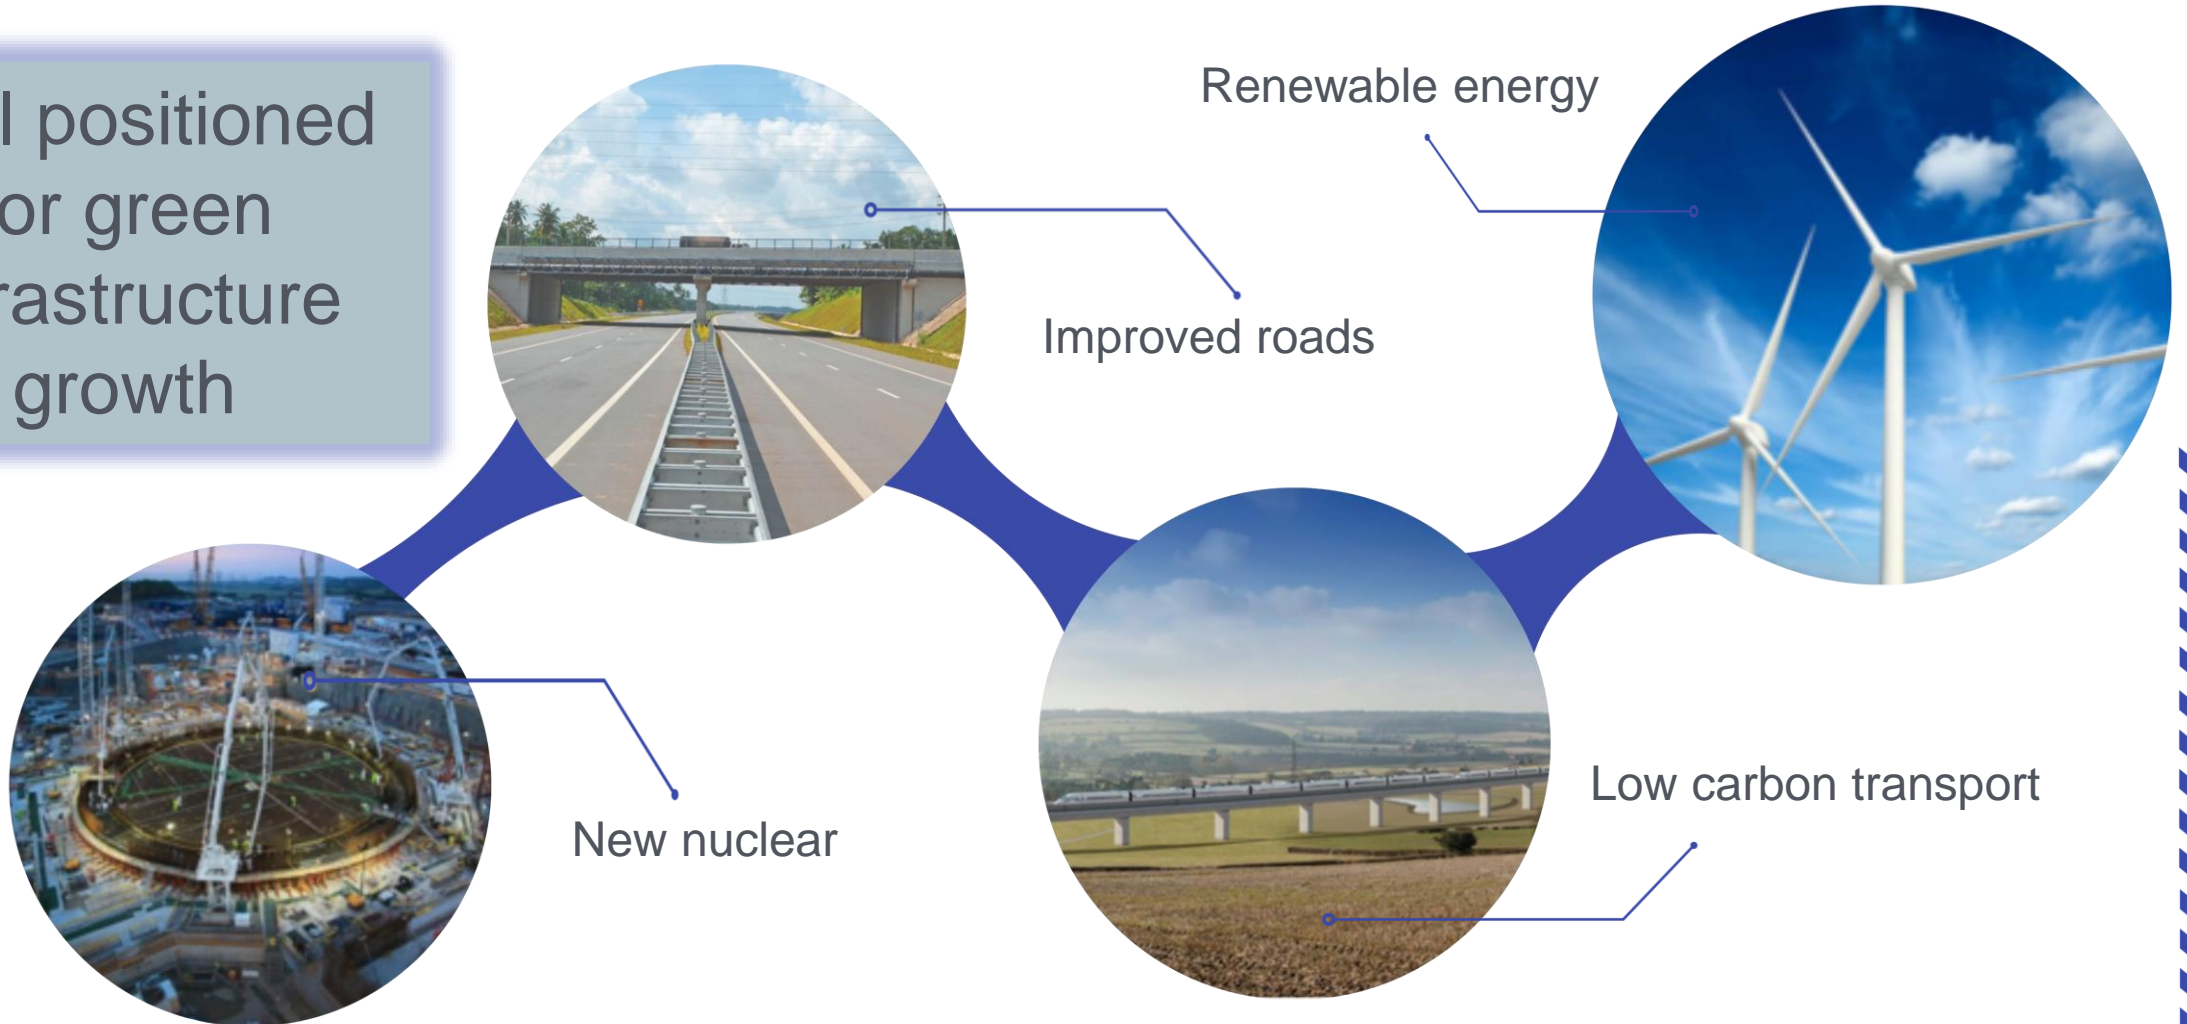 l positioned
or green
rastructure
growth
Renewable energy
Improved roads
Low carbon transport
New nuclear